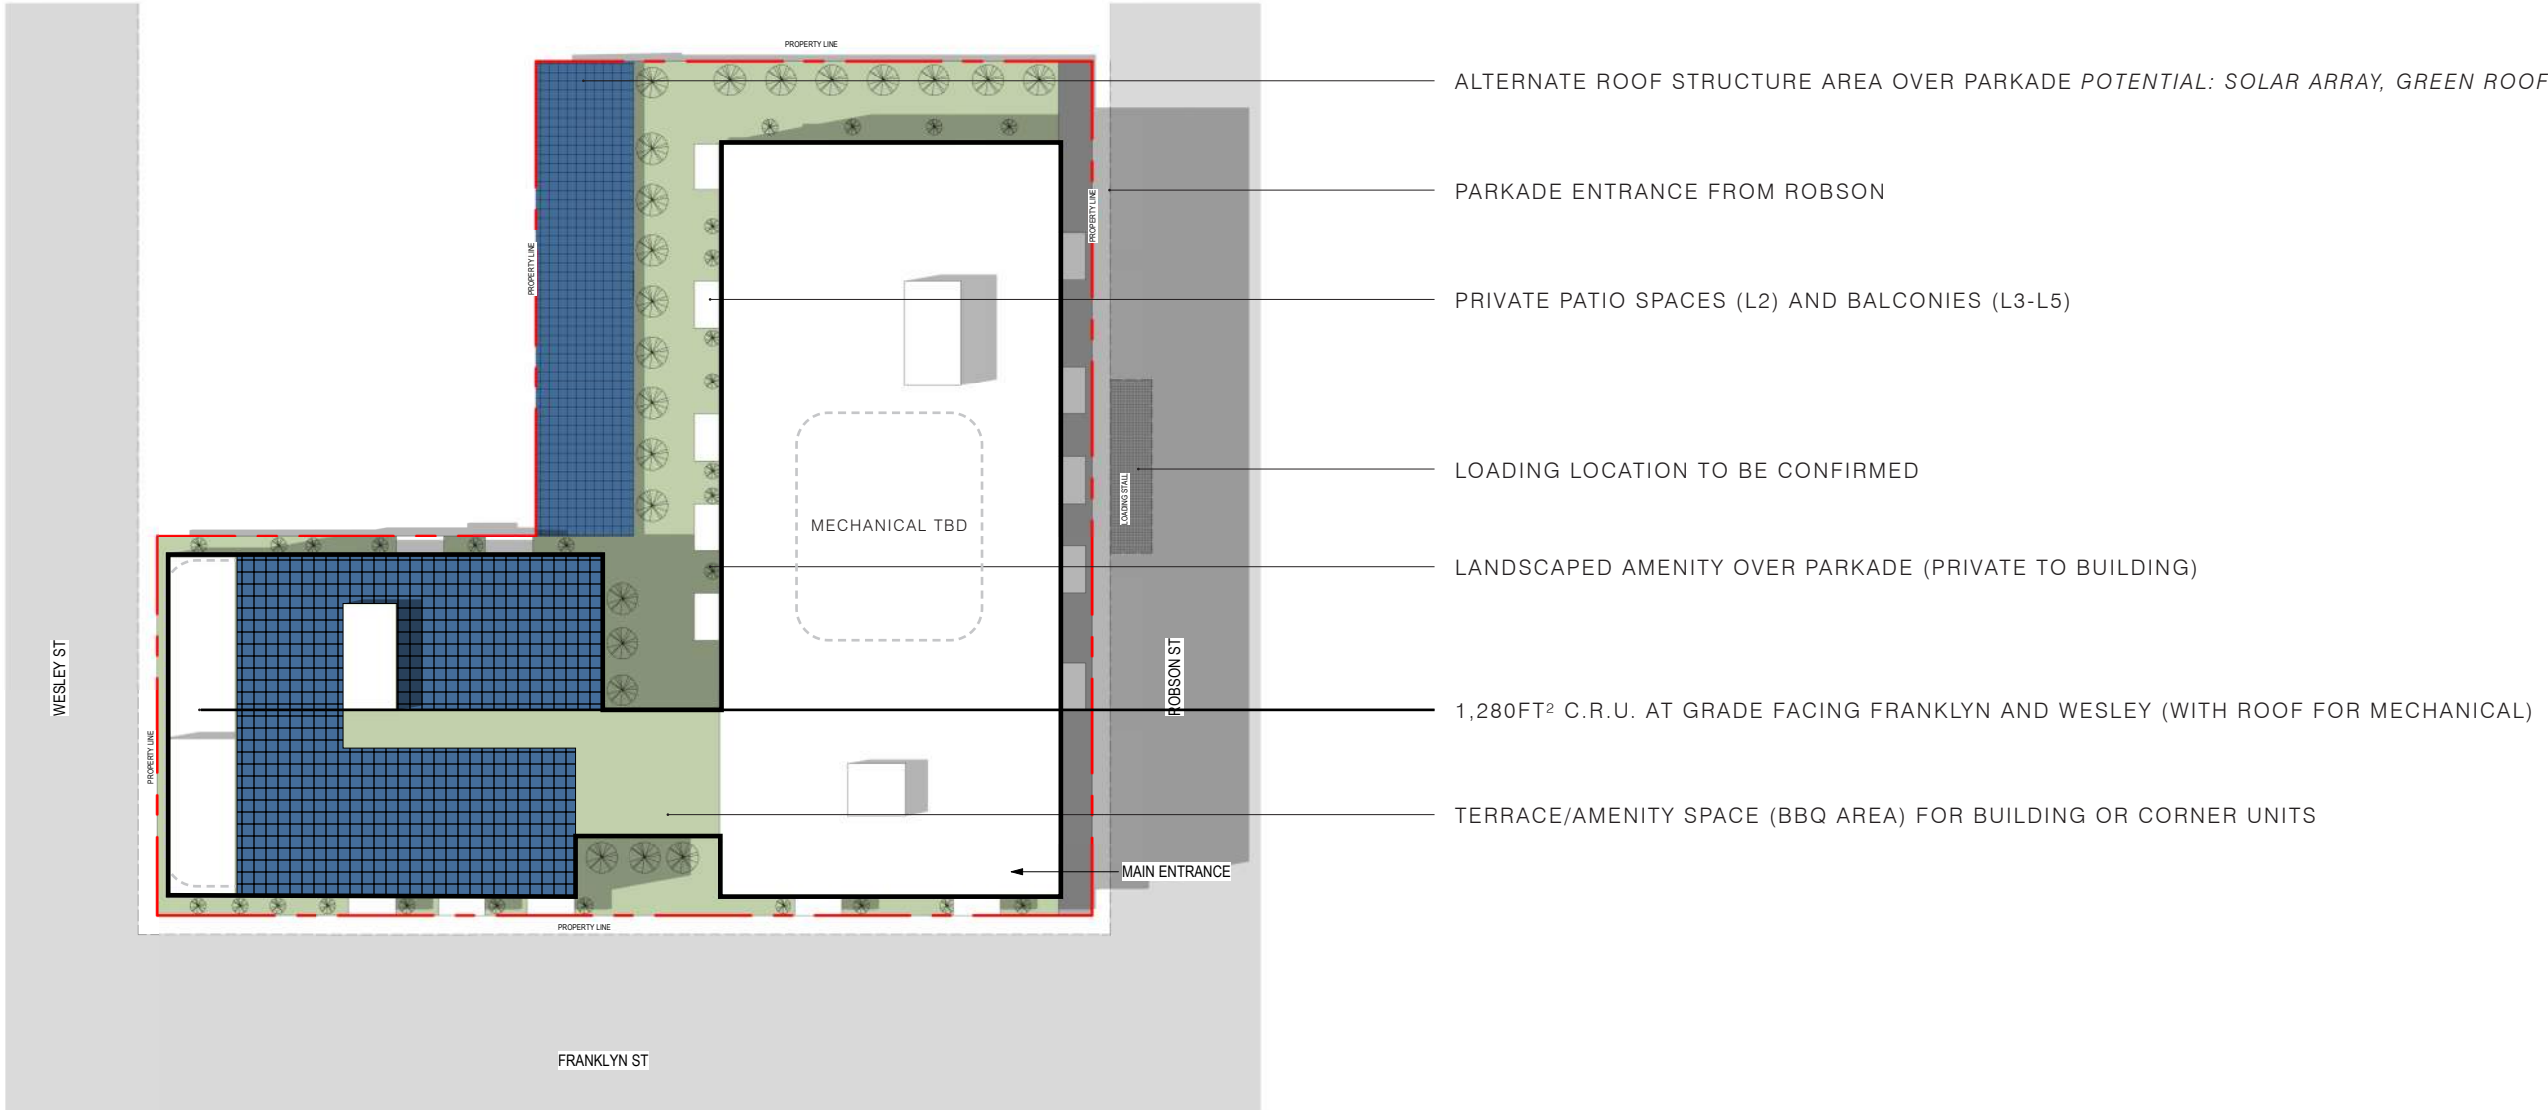 PROPERTY LINE
ALTERNATE ROOF STRUCTURE AREA OVER PARKADE POTENTIAL: SOLAR ARRAY, GREEN ROOF
PARKADE ENTRANCE FROM ROBSON
PROPERTY LINE
PROPERTY LINE
PRIVATE PATIO SPACES (L2) AND BALCONIES (L3-L5)
LOADING LOCATION TO BE CONFIRMED
LOADING STALL
MECHANICAL TBD
LANDSCAPED AMENITY OVER PARKADE (PRIVATE TO BUILDING)
WESLEY ST
ROBSON ST
1,280FT² C.R.U. AT GRADE FACING FRANKLYN AND WESLEY (WITH ROOF FOR MECHANICAL)
PROPERTY LINE
TERRACE/AMENITY SPACE (BBQ AREA) FOR BUILDING OR CORNER UNITS
MAIN ENTRANCE
PROPERTY LINE
FRANKLYN ST